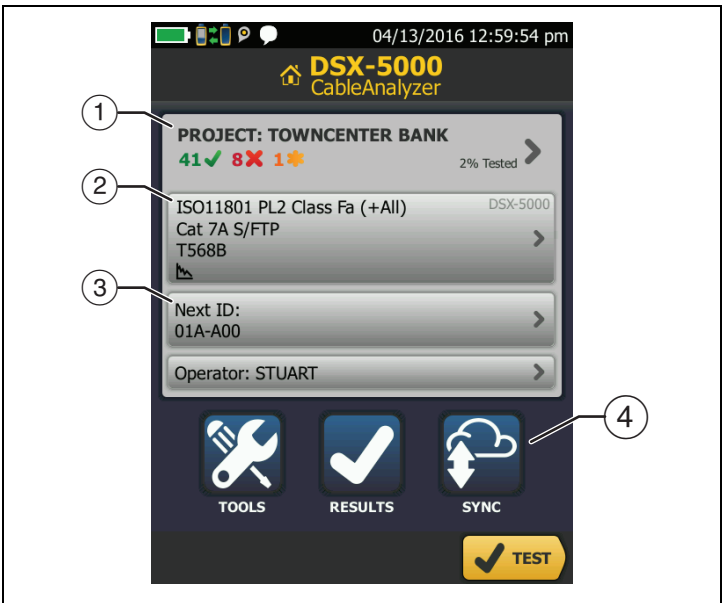 04/13/2016 12:59:54 pm
DSX-5000
CableAnalyzer
1
PROJECT: TOWNCENTER BANK
41 8 1
2% Tested
2
ISO11801 PL2 Class Fa (+All)
DSX-5000
Cat 7A S/FTP
T568B
3
Next ID:
01A-A00
Operator: STUART
4
TOOLS
RESULTS
SYNC
TEST